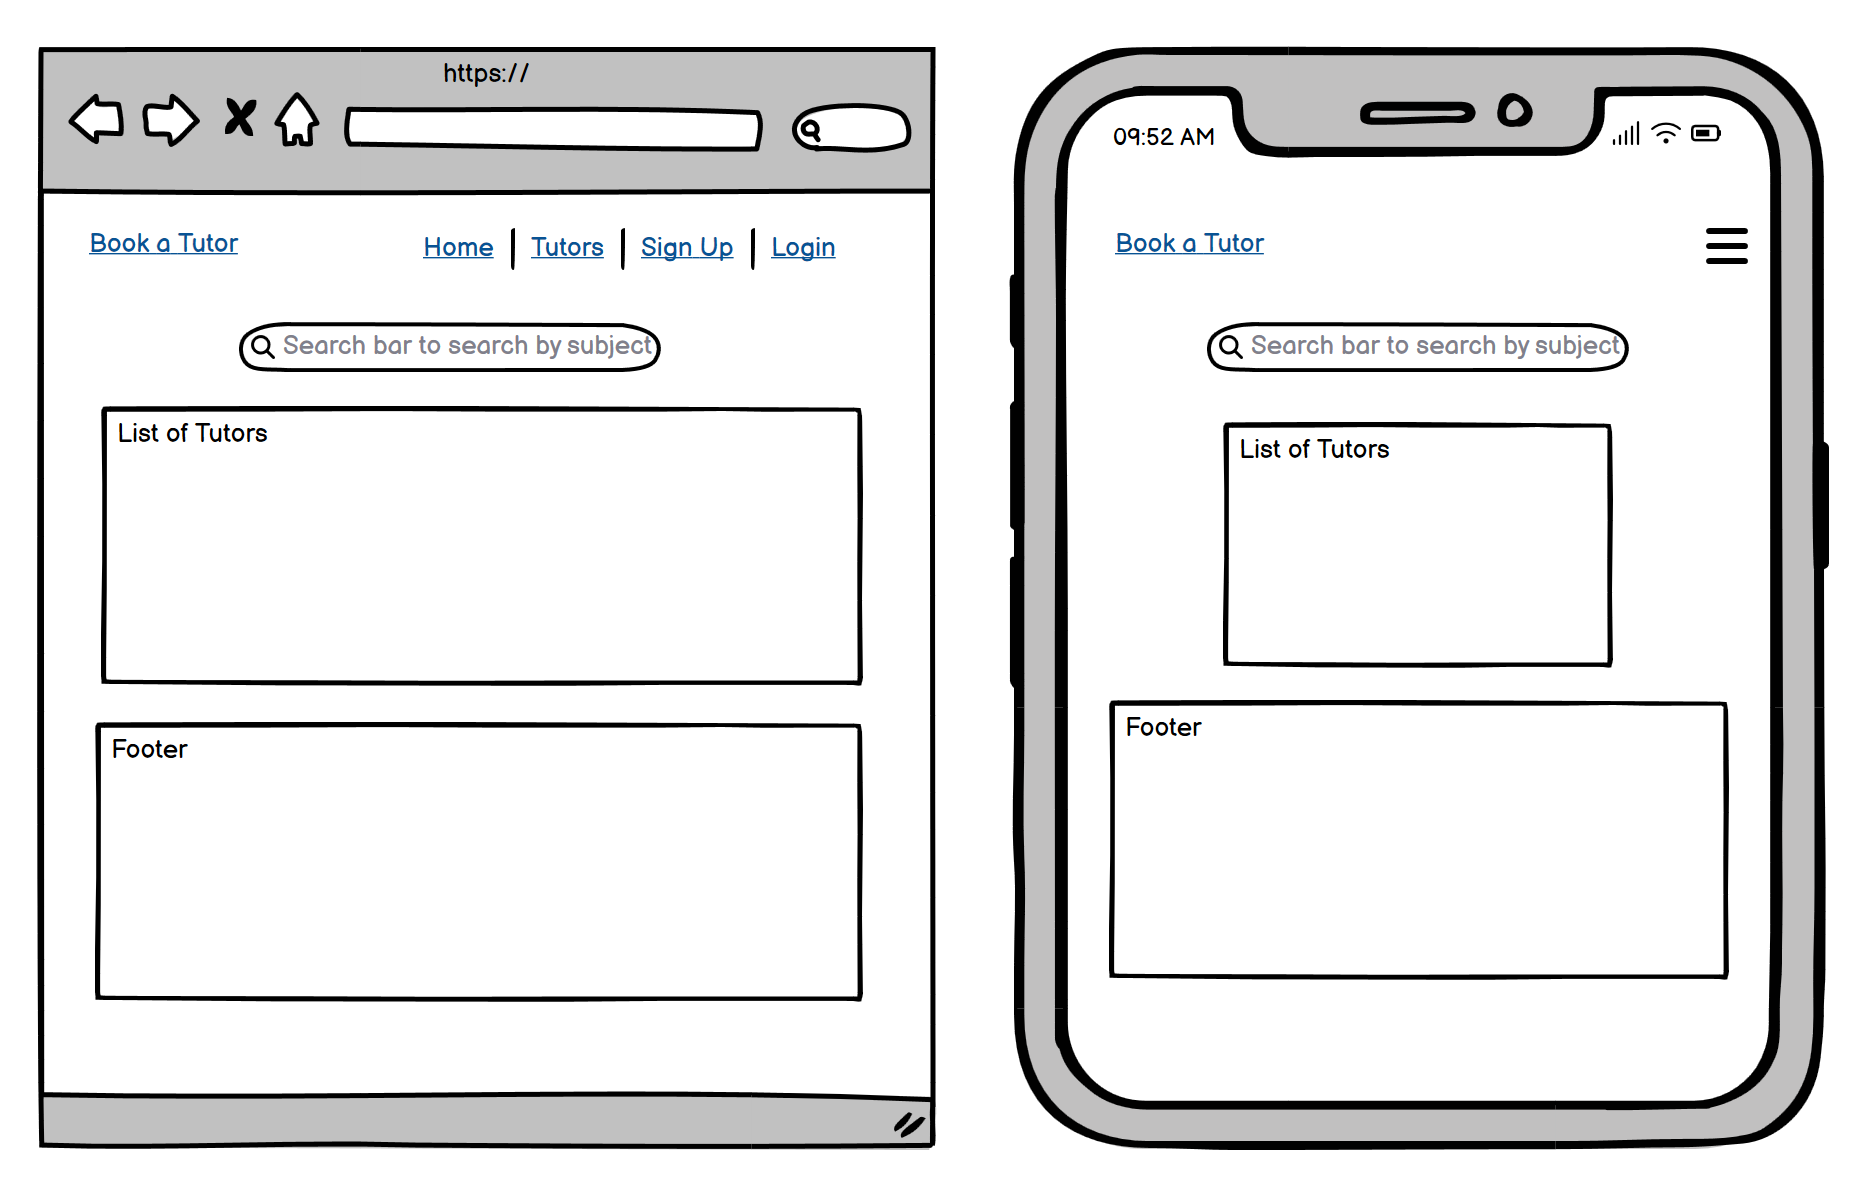 https://
Book a Tutor
Home | Tutors | Sign Up | Login
Search bar to search by subject
List of Tutors
Footer
09:52 AM
Book a Tutor
Search bar to search by subject
List of Tutors
Footer